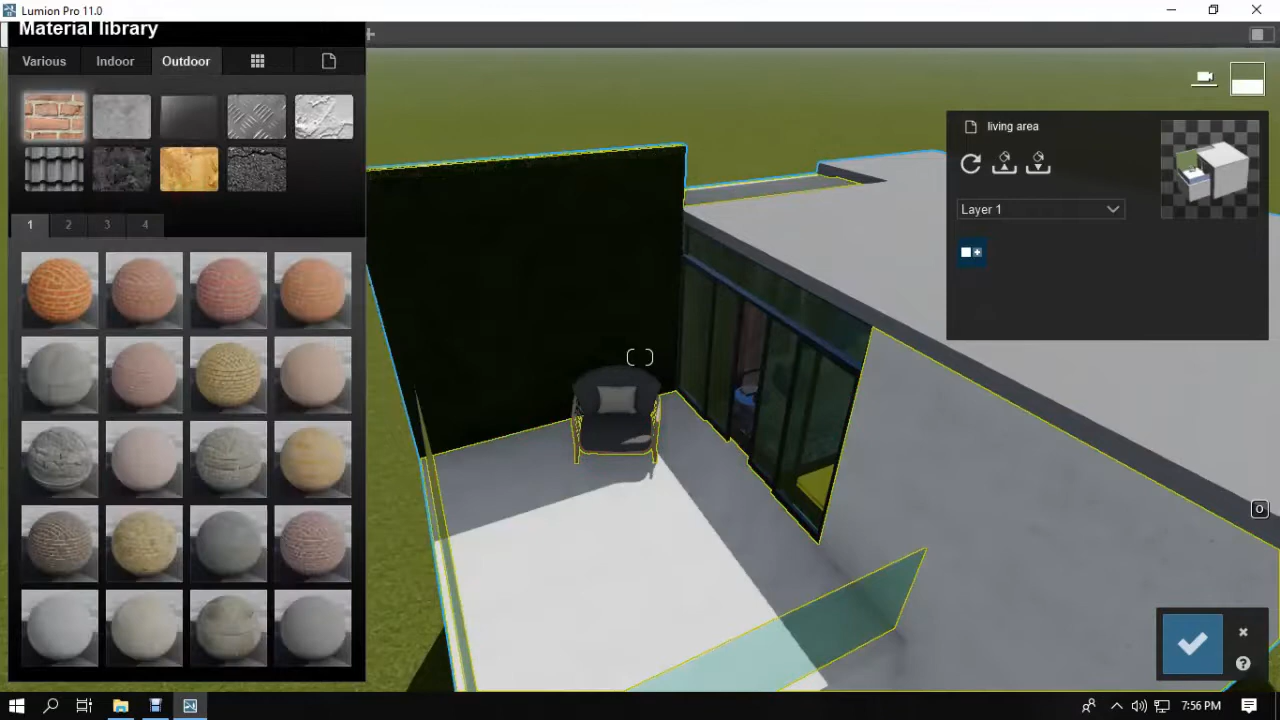 Lumion Pro 11.0
Material library
Various Indoor Outdoor
1 2 3 4
living area
Layer 1
O
7:56 PM